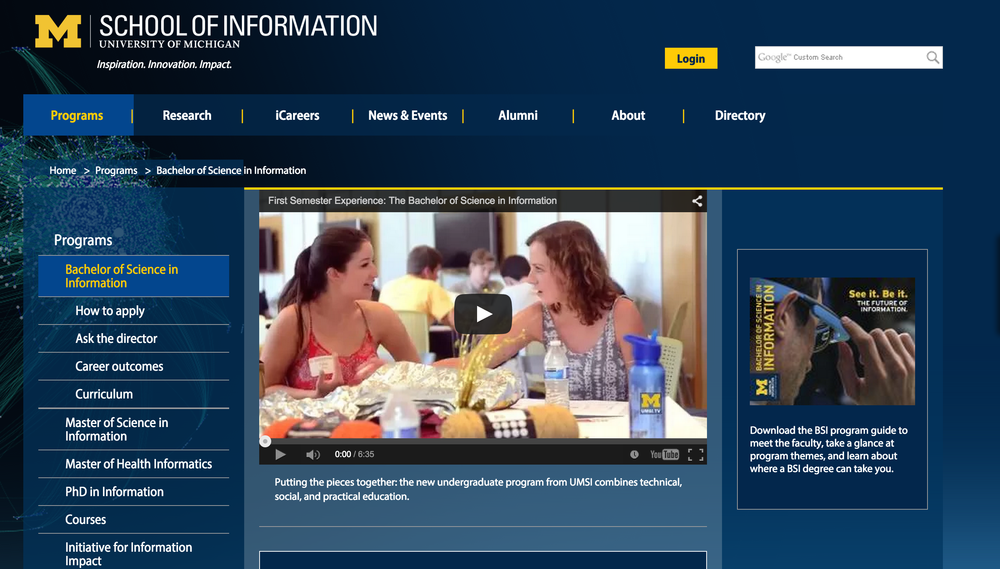 SCHOOL OF INFORMATION
UNIVERSITY OF MICHIGAN
Inspiration. Innovation. Impact.
Login
Google™ Custom Search
Programs
Research
iCareers
News & Events
Alumni
About
Directory
Home > Programs > Bachelor of Science in Information
Programs
Bachelor of Science in
Information
How to apply
Ask the director
Career outcomes
Curriculum
Master of Science in
Information
Master of Health Informatics
PhD in Information
Courses
Initiative for Information
Impact
First Semester Experience: The Bachelor of Science in Information
M
UMSI.TV
0:00 / 6:35
YouTube
Putting the pieces together: the new undergraduate program from UMSI combines technical,
social, and practical education.
BACHELOR OF SCIENCE IN
INFORMATION
M
See it. Be it.
THE FUTURE OF
INFORMATION.
Download the BSI program guide to
meet the faculty, take a glance at
program themes, and learn about
where a BSI degree can take you.